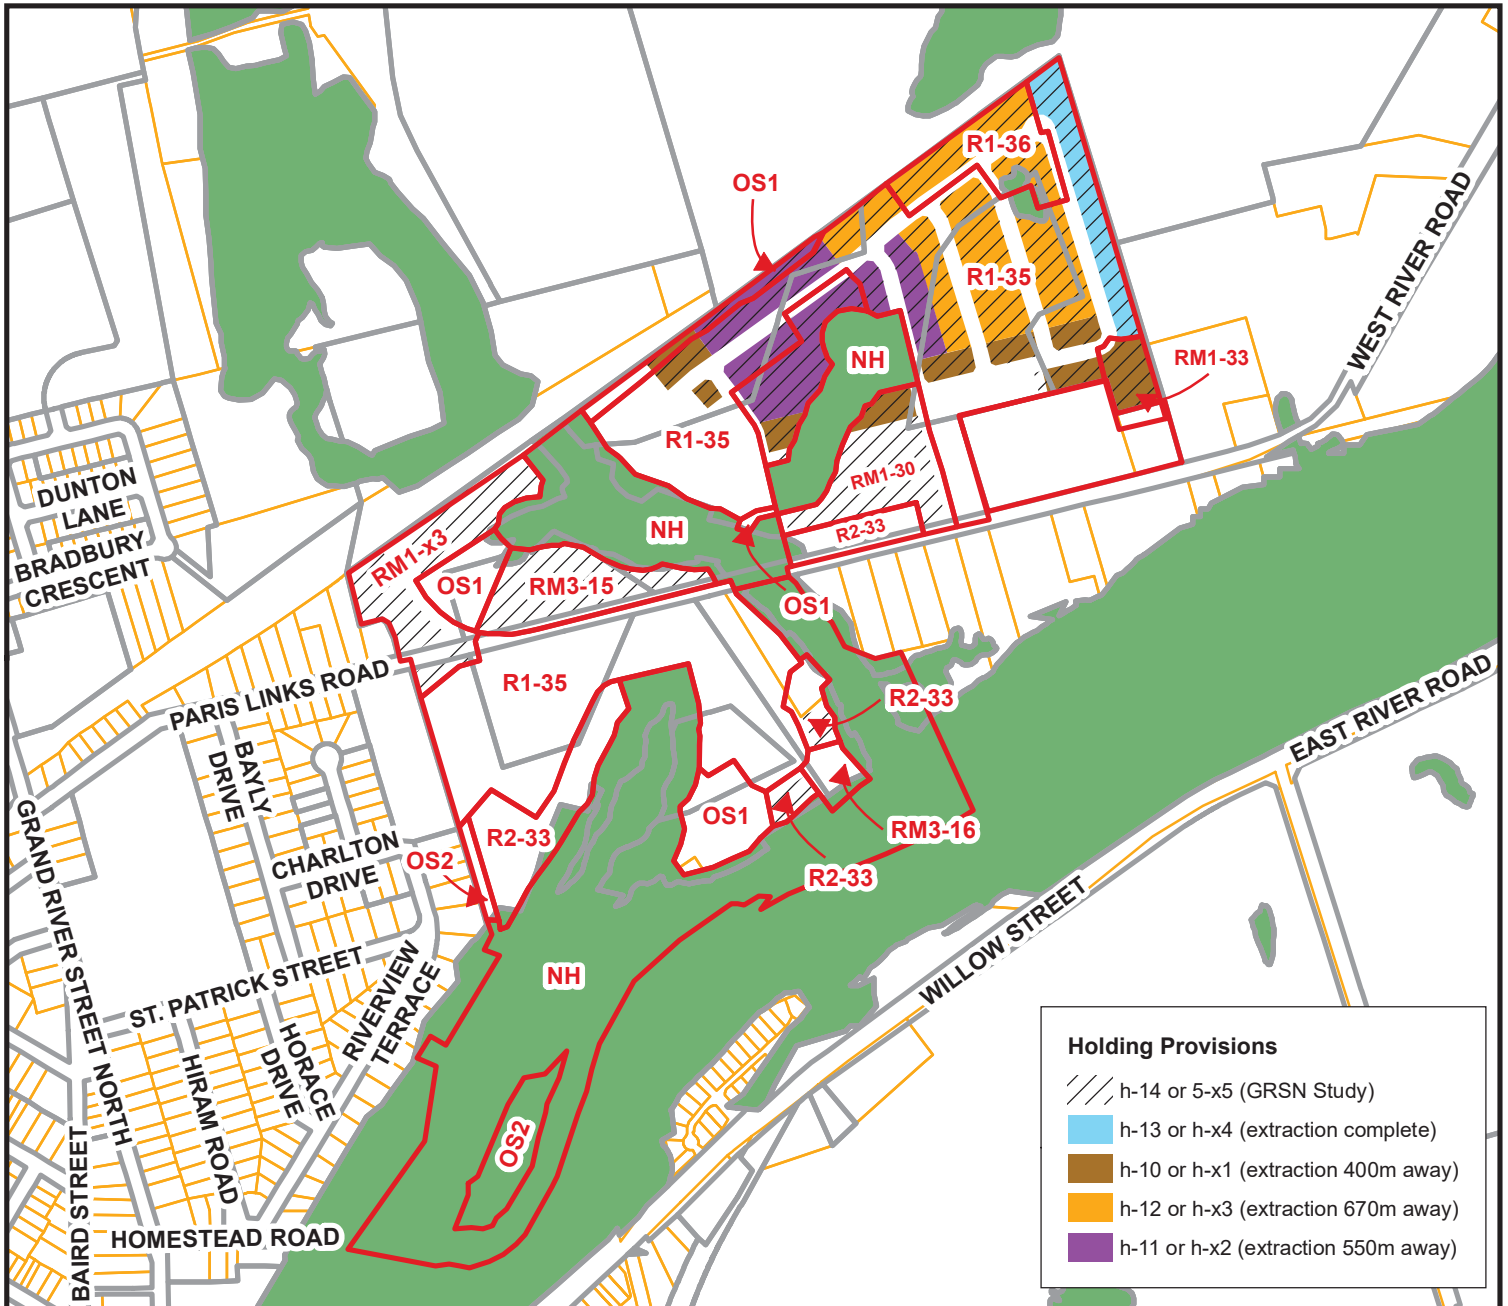 R1-36
OS1
R1-35
WEST RIVER ROAD
NH
RM1-33
R1-35
RM1-30
DUNTON
LANE
BRADBURY
CRESCENT
NH
R2-33
RM1-x3
OS1
RM3-15
OS1
R1-35
PARIS LINKS ROAD
R2-33
EAST RIVER ROAD
BAYLY
DRIVE
GRAND RIVER STREET NORTH
OS1
RM3-16
R2-33
CHARLTON
DRIVE
OS2
R2-33
WILLOW STREET
ST. PATRICK STREET
RIVERVIEW
TERRACE
NH
HORACE
DRIVE
HIRAM ROAD
BAIRD STREET
OS2
HOMESTEAD ROAD
Holding Provisions
h-14 or 5-x5 (GRSN Study)
h-13 or h-x4 (extraction complete)
h-10 or h-x1 (extraction 400m away)
h-12 or h-x3 (extraction 670m away)
h-11 or h-x2 (extraction 550m away)